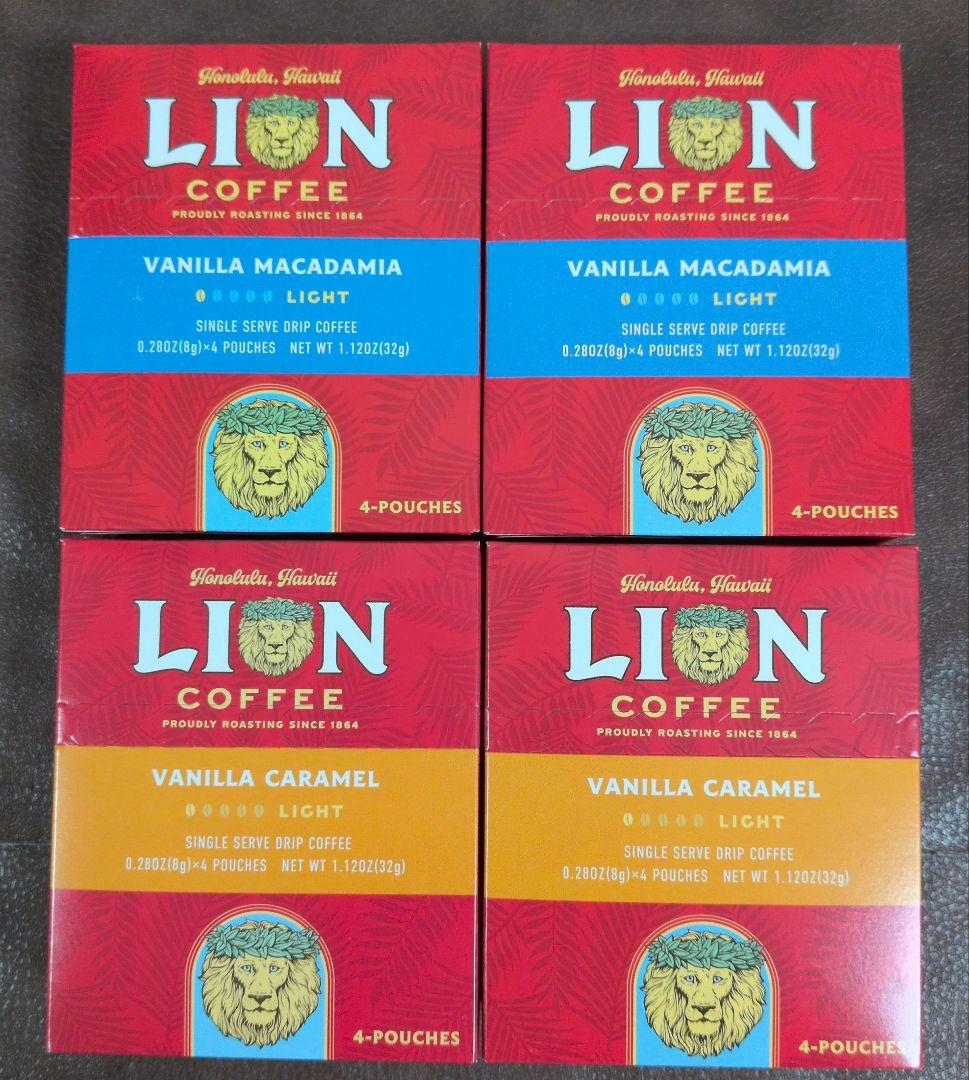 Honolulu, Hawaii
LION
COFFEE
PROUDLY ROASTING SINCE 1864
VANILLA MACADAMIA
LIGHT
SINGLE SERVE DRIP COFFEE
0.28OZ(8g)×4 POUCHES NET WT 1.12OZ(32g)
4-POUCHES
Honolulu, Hawaii
LION
COFFEE
PROUDLY ROASTING SINCE 1864
VANILLA MACADAMIA
LIGHT
SINGLE SERVE DRIP COFFEE
0.28OZ(8g)×4 POUCHES NET WT 1.12OZ(32g)
4-POUCHES
Honolulu, Hawaii
LION
COFFEE
PROUDLY ROASTING SINCE 1864
VANILLA CARAMEL
LIGHT
SINGLE SERVE DRIP COFFEE
0.28OZ(8g)×4 POUCHES NET WT 1.12OZ(32g)
4-POUCHES
Honolulu, Hawaii
LION
COFFEE
PROUDLY ROASTING SINCE 1864
VANILLA CARAMEL
LIGHT
SINGLE SERVE DRIP COFFEE
0.28OZ(8g)×4 POUCHES NET WT 1.12OZ(32g)
4-POUCHES